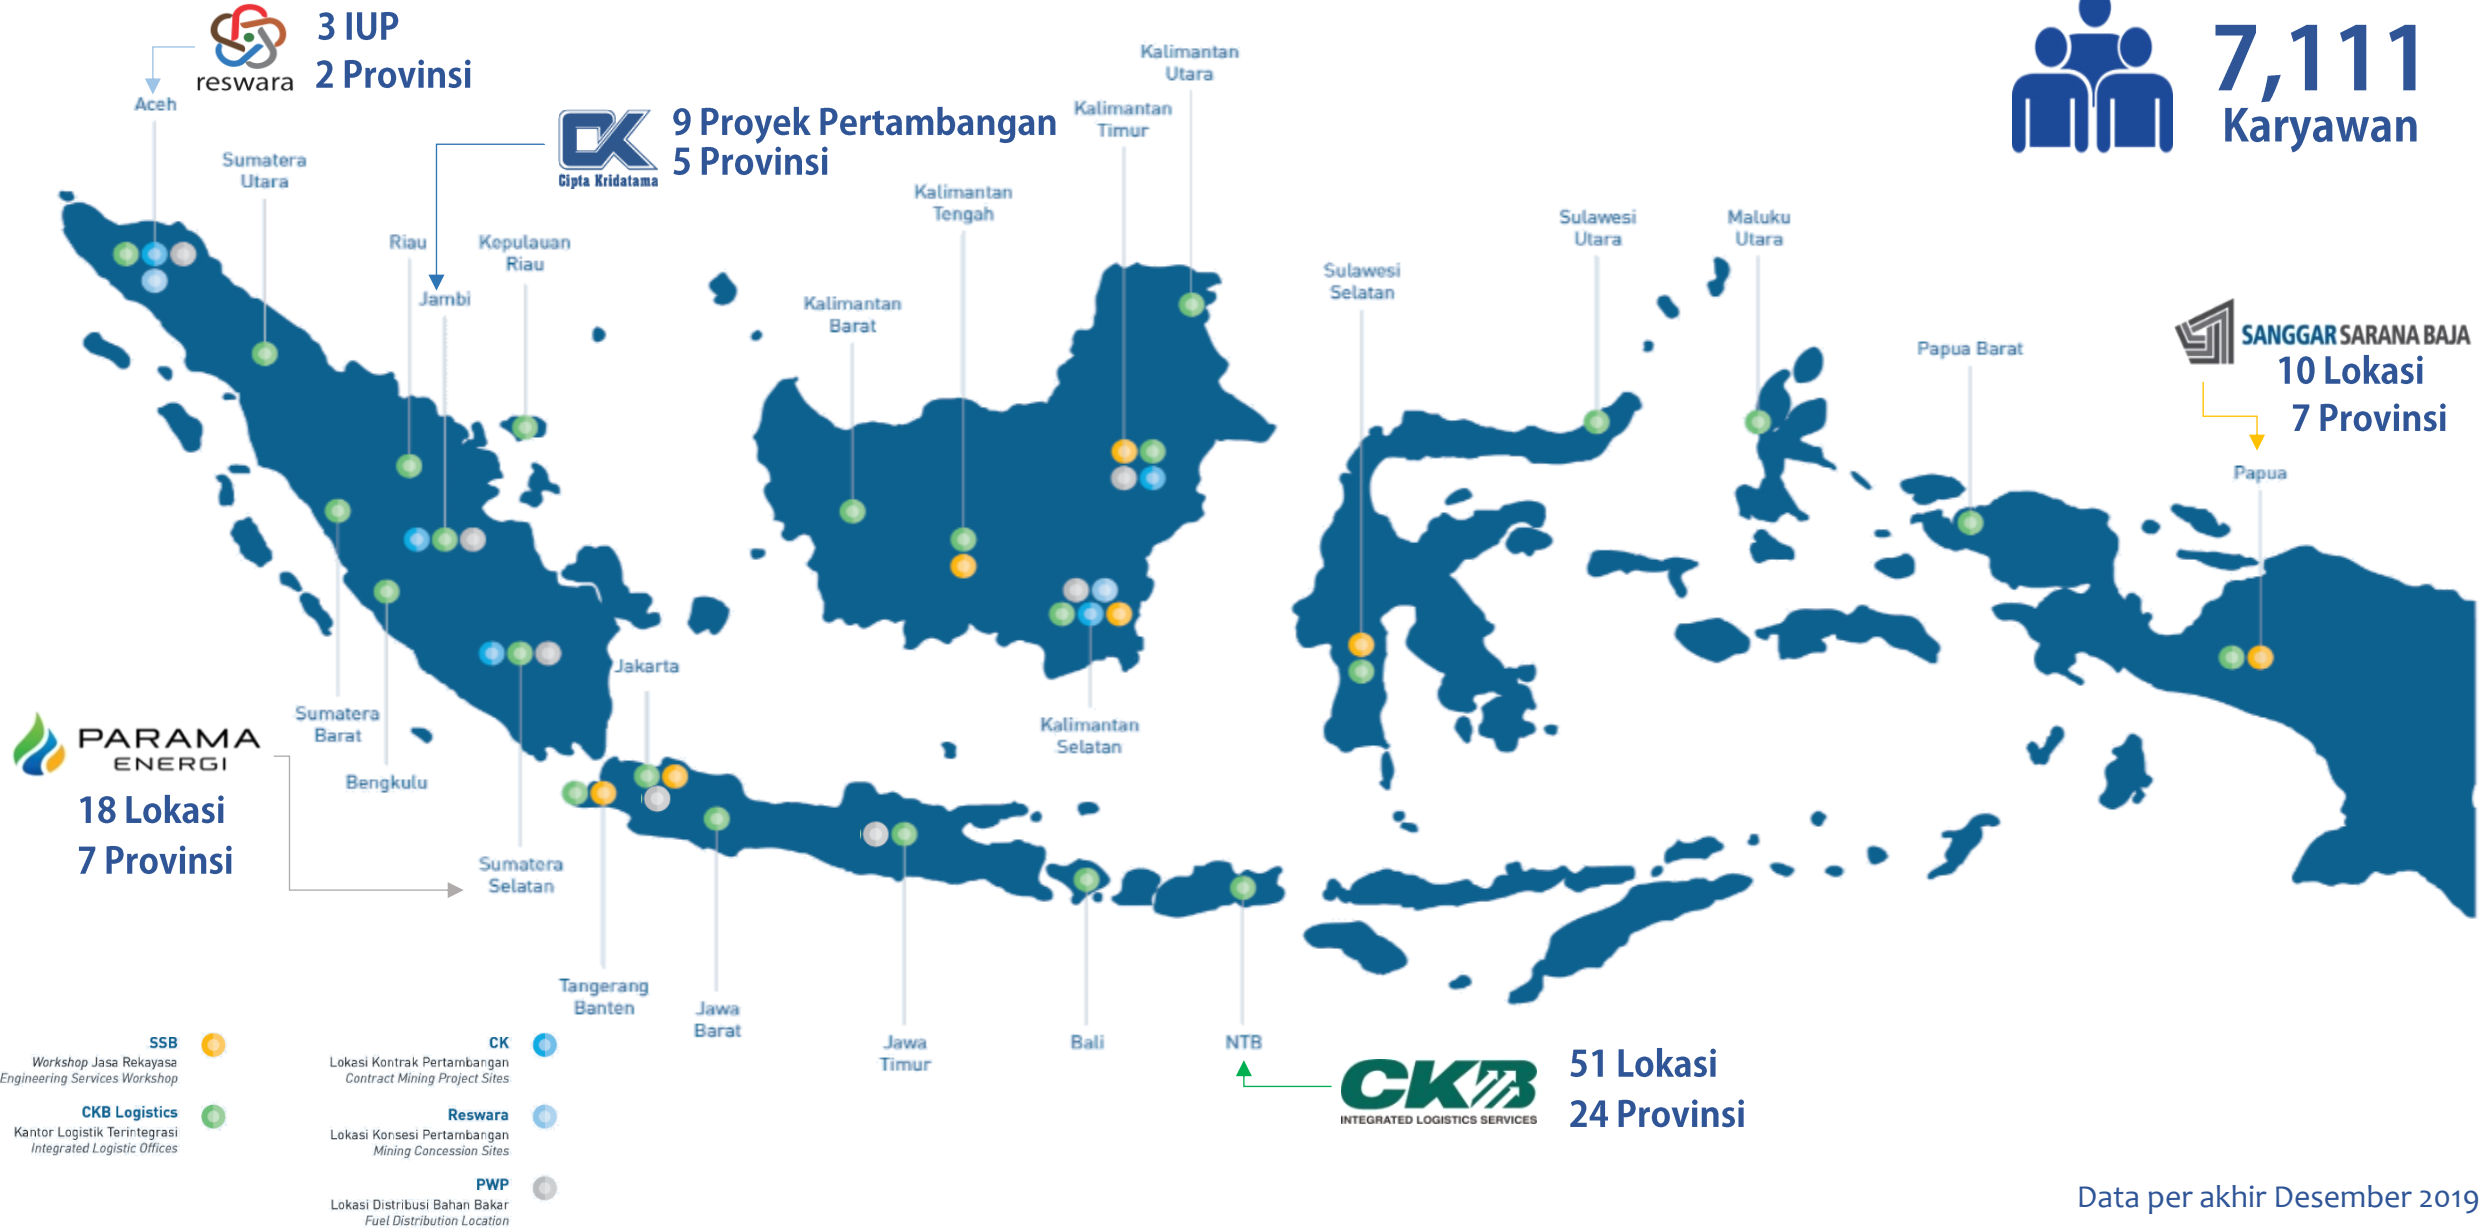 reswara
3 IUP
2 Provinsi
Aceh
Cipta Kridatama
9 Proyek Pertambangan
5 Provinsi
Kalimantan
Utara
Kalimantan
Timur
7,111
Karyawan
Sumatera
Utara
Kalimantan
Tengah
Riau
Kepulauan
Riau
Jambi
Kalimantan
Barat
Sulawesi
Selatan
Sulawesi
Utara
Maluku
Utara
Papua Barat
SANGGAR SARANA BAJA
10 Lokasi
7 Provinsi
Papua
Jakarta
Sumatera
Barat
Bengkulu
Kalimantan
Selatan
PARAMA
ENERGI
18 Lokasi
7 Provinsi
Sumatera
Selatan
Tangerang
Banten
Jawa
Barat
Jawa
Timur
Bali
NTB
CKB
INTEGRATED LOGISTICS SERVICES
51 Lokasi
24 Provinsi
SSB
Workshop Jasa Rekayasa
Engineering Services Workshop
CKB Logistics
Kantor Logistik Terintegrasi
Integrated Logistic Offices
CK
Lokasi Kontrak Pertambangan
Contract Mining Project Sites
Reswara
Lokasi Konsesi Pertambangan
Mining Concession Sites
PWP
Lokasi Distribusi Bahan Bakar
Fuel Distribution Location
Data per akhir Desember 2019